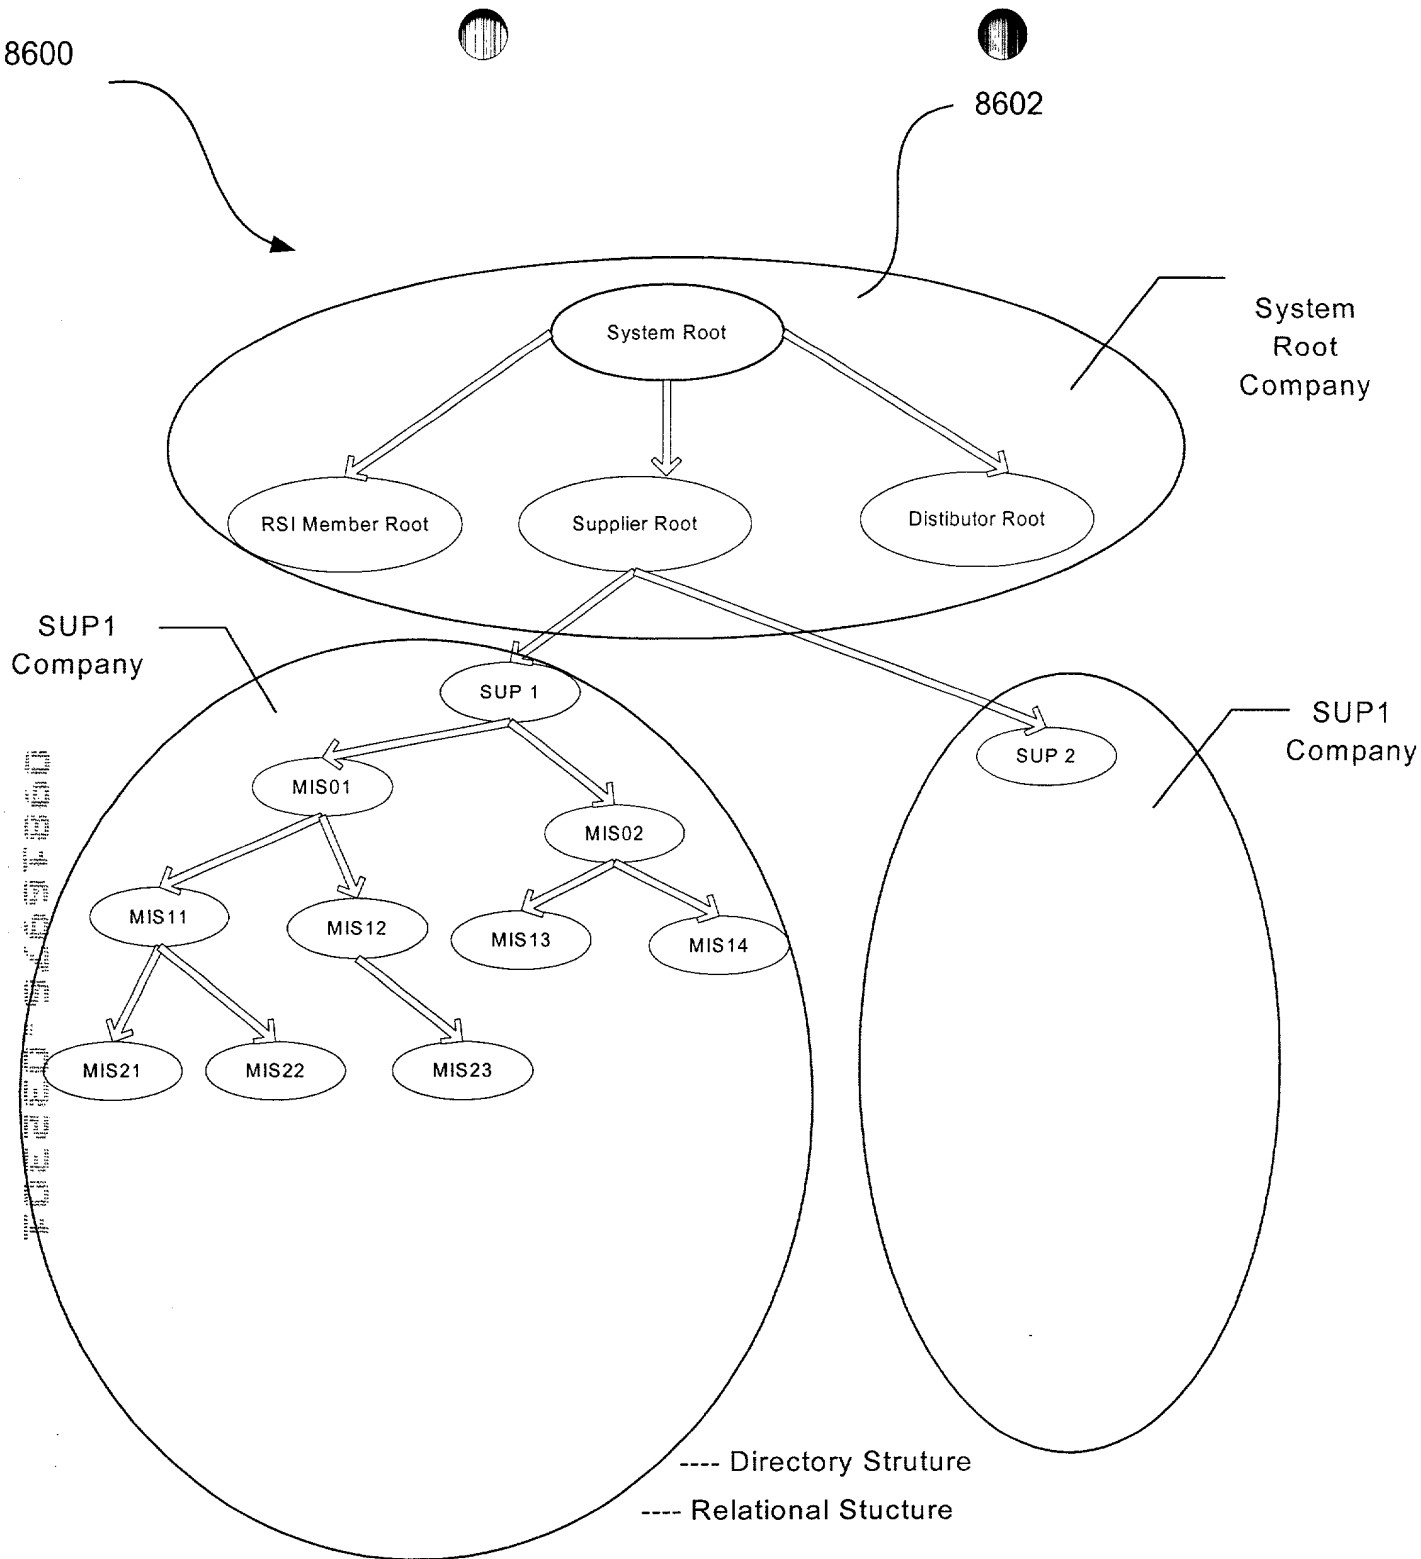 8600
8602
System
Root
Company
System Root
RSI Member Root
Supplier Root
Distibutor Root
SUP1
Company
SUP 1
SUP 2
SUP1
Company
MIS01
MIS02
MIS11
MIS12
MIS13
MIS14
MIS21
MIS22
MIS23
---- Directory Struture
---- Relational Stucture